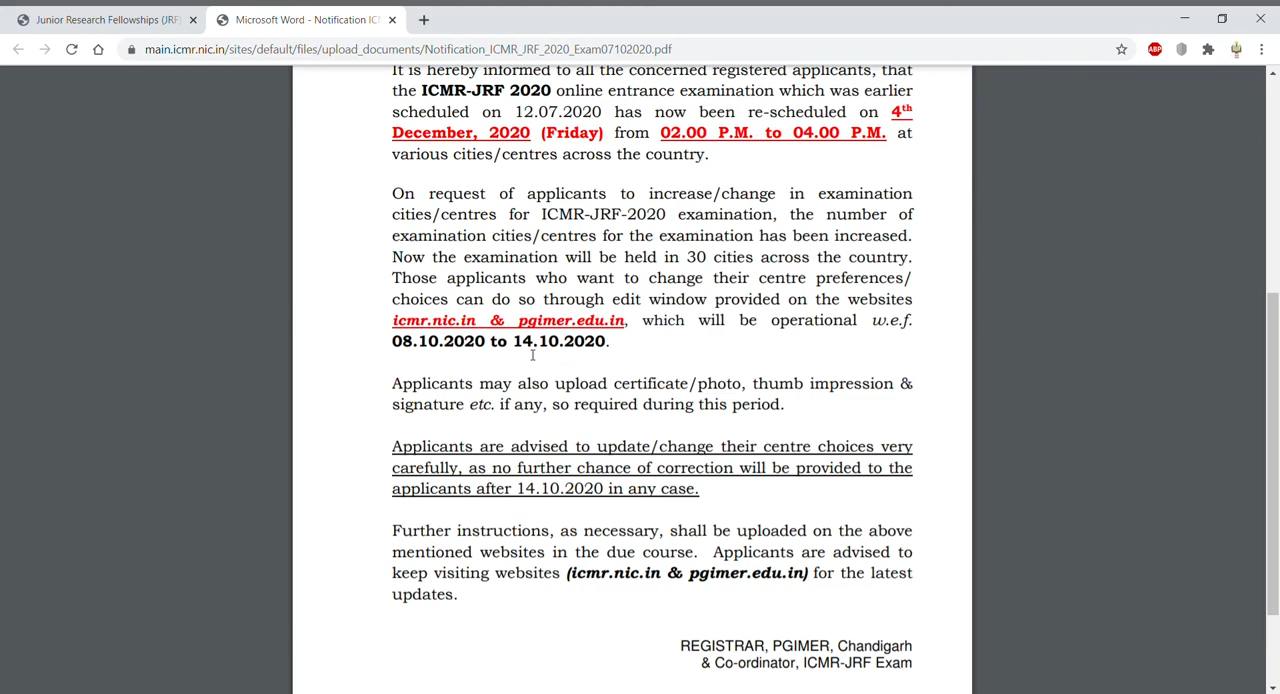 Junior Research Fellowships (JRF)
Microsoft Word - Notification ICM
main.icmr.nic.in/sites/default/files/upload_documents/Notification_ICMR_JRF_2020_Exam07102020.pdf
ABP
It is hereby informed to all the concerned registered applicants, that
the ICMR-JRF 2020 online entrance examination which was earlier
scheduled on 12.07.2020 has now been re-scheduled on 4th
December, 2020 (Friday) from 02.00 P.M. to 04.00 P.M. at
various cities/centres across the country.
On request of applicants to increase/change in examination
cities/centres for ICMR-JRF-2020 examination, the number of
examination cities/centres for the examination has been increased.
Now the examination will be held in 30 cities across the country.
Those applicants who want to change their centre preferences/
choices can do so through edit window provided on the websites
icmr.nic.in & pgimer.edu.in, which will be operational w.e.f.
08.10.2020 to 14.10.2020.
Applicants may also upload certificate/photo, thumb impression &
signature etc. if any, so required during this period.
Applicants are advised to update/change their centre choices very
carefully, as no further chance of correction will be provided to the
applicants after 14.10.2020 in any case.
Further instructions, as necessary, shall be uploaded on the above
mentioned websites in the due course. Applicants are advised to
keep visiting websites (icmr.nic.in & pgimer.edu.in) for the latest
updates.
REGISTRAR, PGIMER, Chandigarh
& Co-ordinator, ICMR-JRF Exam